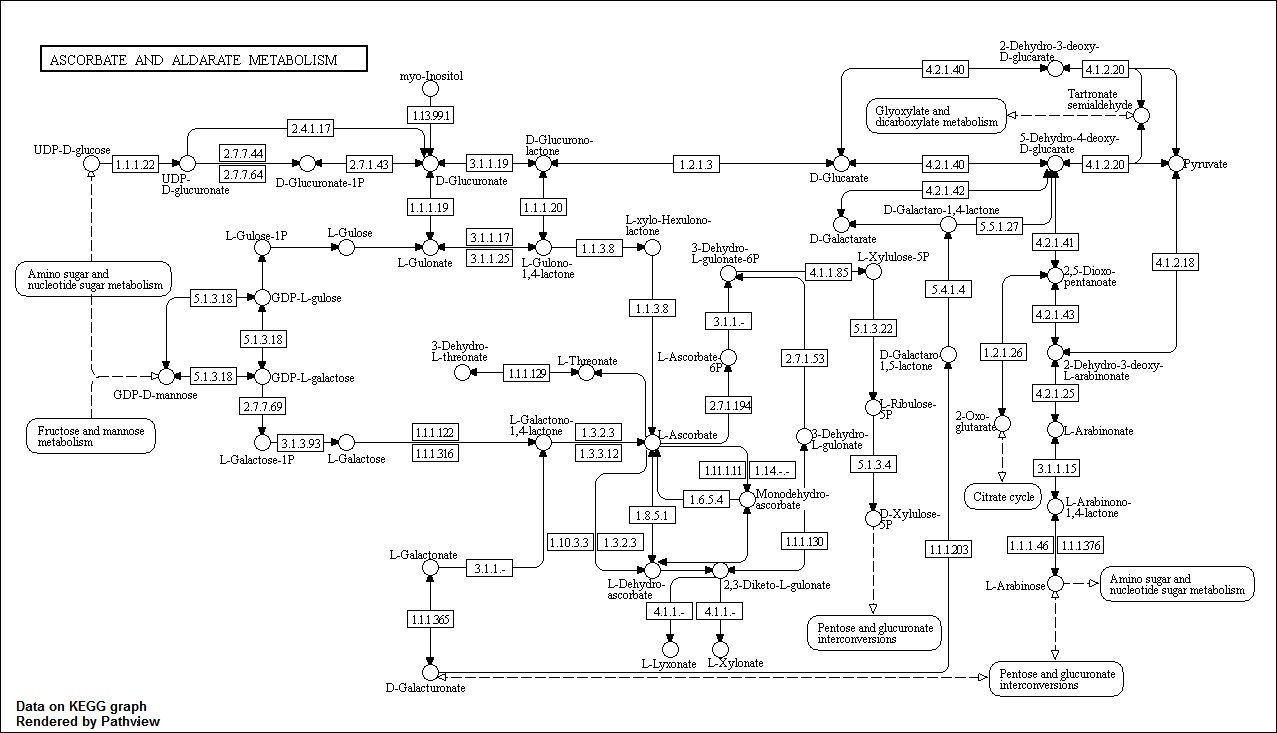 ASCORBATE AND ALDARATE METABOLISM
myo-Inositol
1.13.99.1
2-Dehydro-3-deoxy-
D-glucarate
4.2.1.40
4.1.2.20
Tartronate
semialdehyde
Glyoxylate and
dicarboxylate metabolism
2.4.1.17
UDP-D-glucose
1.1.1.22
UDP-
D-glucuronate
2.7.7.44
2.7.7.64
D-Glucuronate-1P
2.7.1.43
D-Glucuronate
3.1.1.19
D-Glucurono-
lactone
1.2.1.3
D-Glucarate
4.2.1.40
5-Dehydro-4-deoxy-
D-glucarate
4.1.2.20
Pyruvate
4.2.1.42
D-Galactaro-1,4-lactone
D-Galactarate
5.5.1.27
1.1.1.19
1.1.1.20
L-Gulose-1P
L-Gulose
L-Gulonate
3.1.1.17
3.1.1.25
L-Gulono-
1,4-lactone
1.1.3.8
L-xylo-Hexulono-
lactone
3-Dehydro-
L-gulonate-6P
4.1.1.85
L-Xylulose-5P
4.2.1.41
4.1.2.18
Amino sugar and
nucleotide sugar metabolism
5.1.3.18
GDP-L-gulose
2,5-Dioxo-
pentanoate
5.4.1.4
1.1.3.8
3.1.1.-
5.1.3.22
4.2.1.43
5.1.3.18
3-Dehydro-
L-threonate
1.1.1.129
L-Threonate
L-Ascorbate-
6P
2.7.1.53
D-Galactaro
1,5-lactone
1.2.1.26
2-Dehydro-3-deoxy-
L-arabinonate
GDP-D-mannose
5.1.3.18
GDP-L-galactose
2.7.7.69
2.7.1.194
L-Ribulose-
5P
4.2.1.25
Fructose and mannose
metabolism
L-Galactose-1P
3.1.3.93
L-Galactose
1.1.1.122
1.1.1.316
L-Galactono-
1,4-lactone
1.3.2.3
1.3.3.12
L-Ascorbate
3-Dehydro-
L-gulonate
2-Oxo-
glutarate
L-Arabinonate
1.11.1.11
1.14.-.-
5.1.3.4
3.1.1.15
1.6.5.4
Monodehydro-
ascorbate
Citrate cycle
L-Arabinono-
1,4-lactone
1.8.5.1
D-Xylulose-
5P
1.10.3.3
1.3.2.3
1.1.1.130
1.1.1.203
1.1.1.46
1.1.1.376
L-Galactonate
3.1.1.-
L-Dehydro-
ascorbate
2,3-Diketo-L-gulonate
L-Arabinose
Amino sugar and
nucleotide sugar metabolism
1.1.1.365
4.1.1.-
4.1.1.-
Pentose and glucuronate
interconversions
L-Lyxonate
L-Xylonate
D-Galacturonate
Pentose and glucuronate
interconversions
Data on KEGG graph
Rendered by Pathview